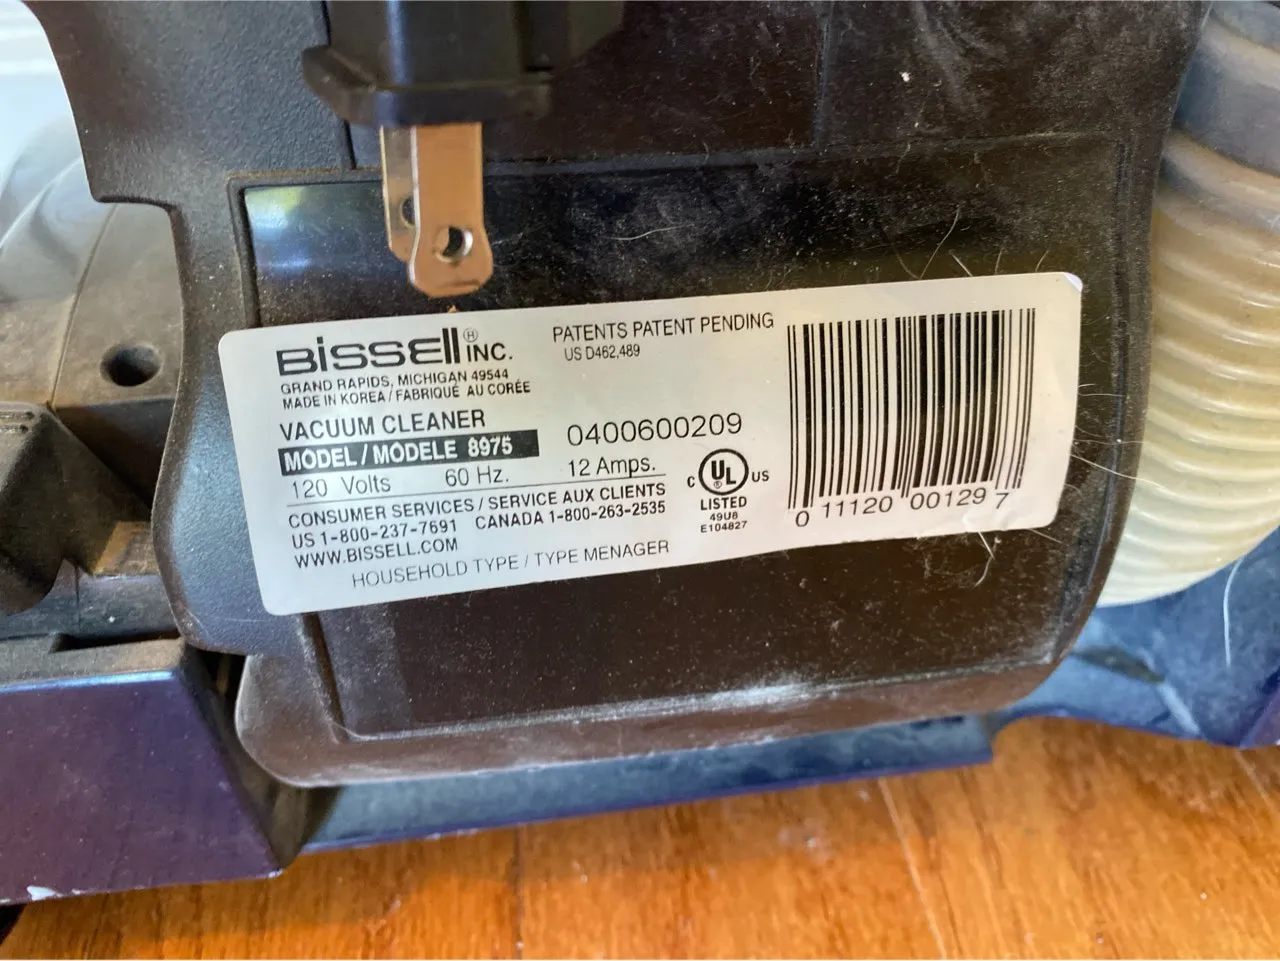 BISSELL® INC.
GRAND RAPIDS, MICHIGAN 49544
MADE IN KOREA / FABRIQUÉ AU CORÉE
VACUUM CLEANER
MODEL / MODELE 8975
120 Volts 60 Hz. 12 Amps.
CONSUMER SERVICES / SERVICE AUX CLIENTS
US 1-800-237-7691 CANADA 1-800-263-2535
WWW.BISSELL.COM
HOUSEHOLD TYPE / TYPE MENAGER
PATENTS PATENT PENDING
US D462,489
0400600209
C UL US
LISTED
49U8
E104827
0 11120 00129 7